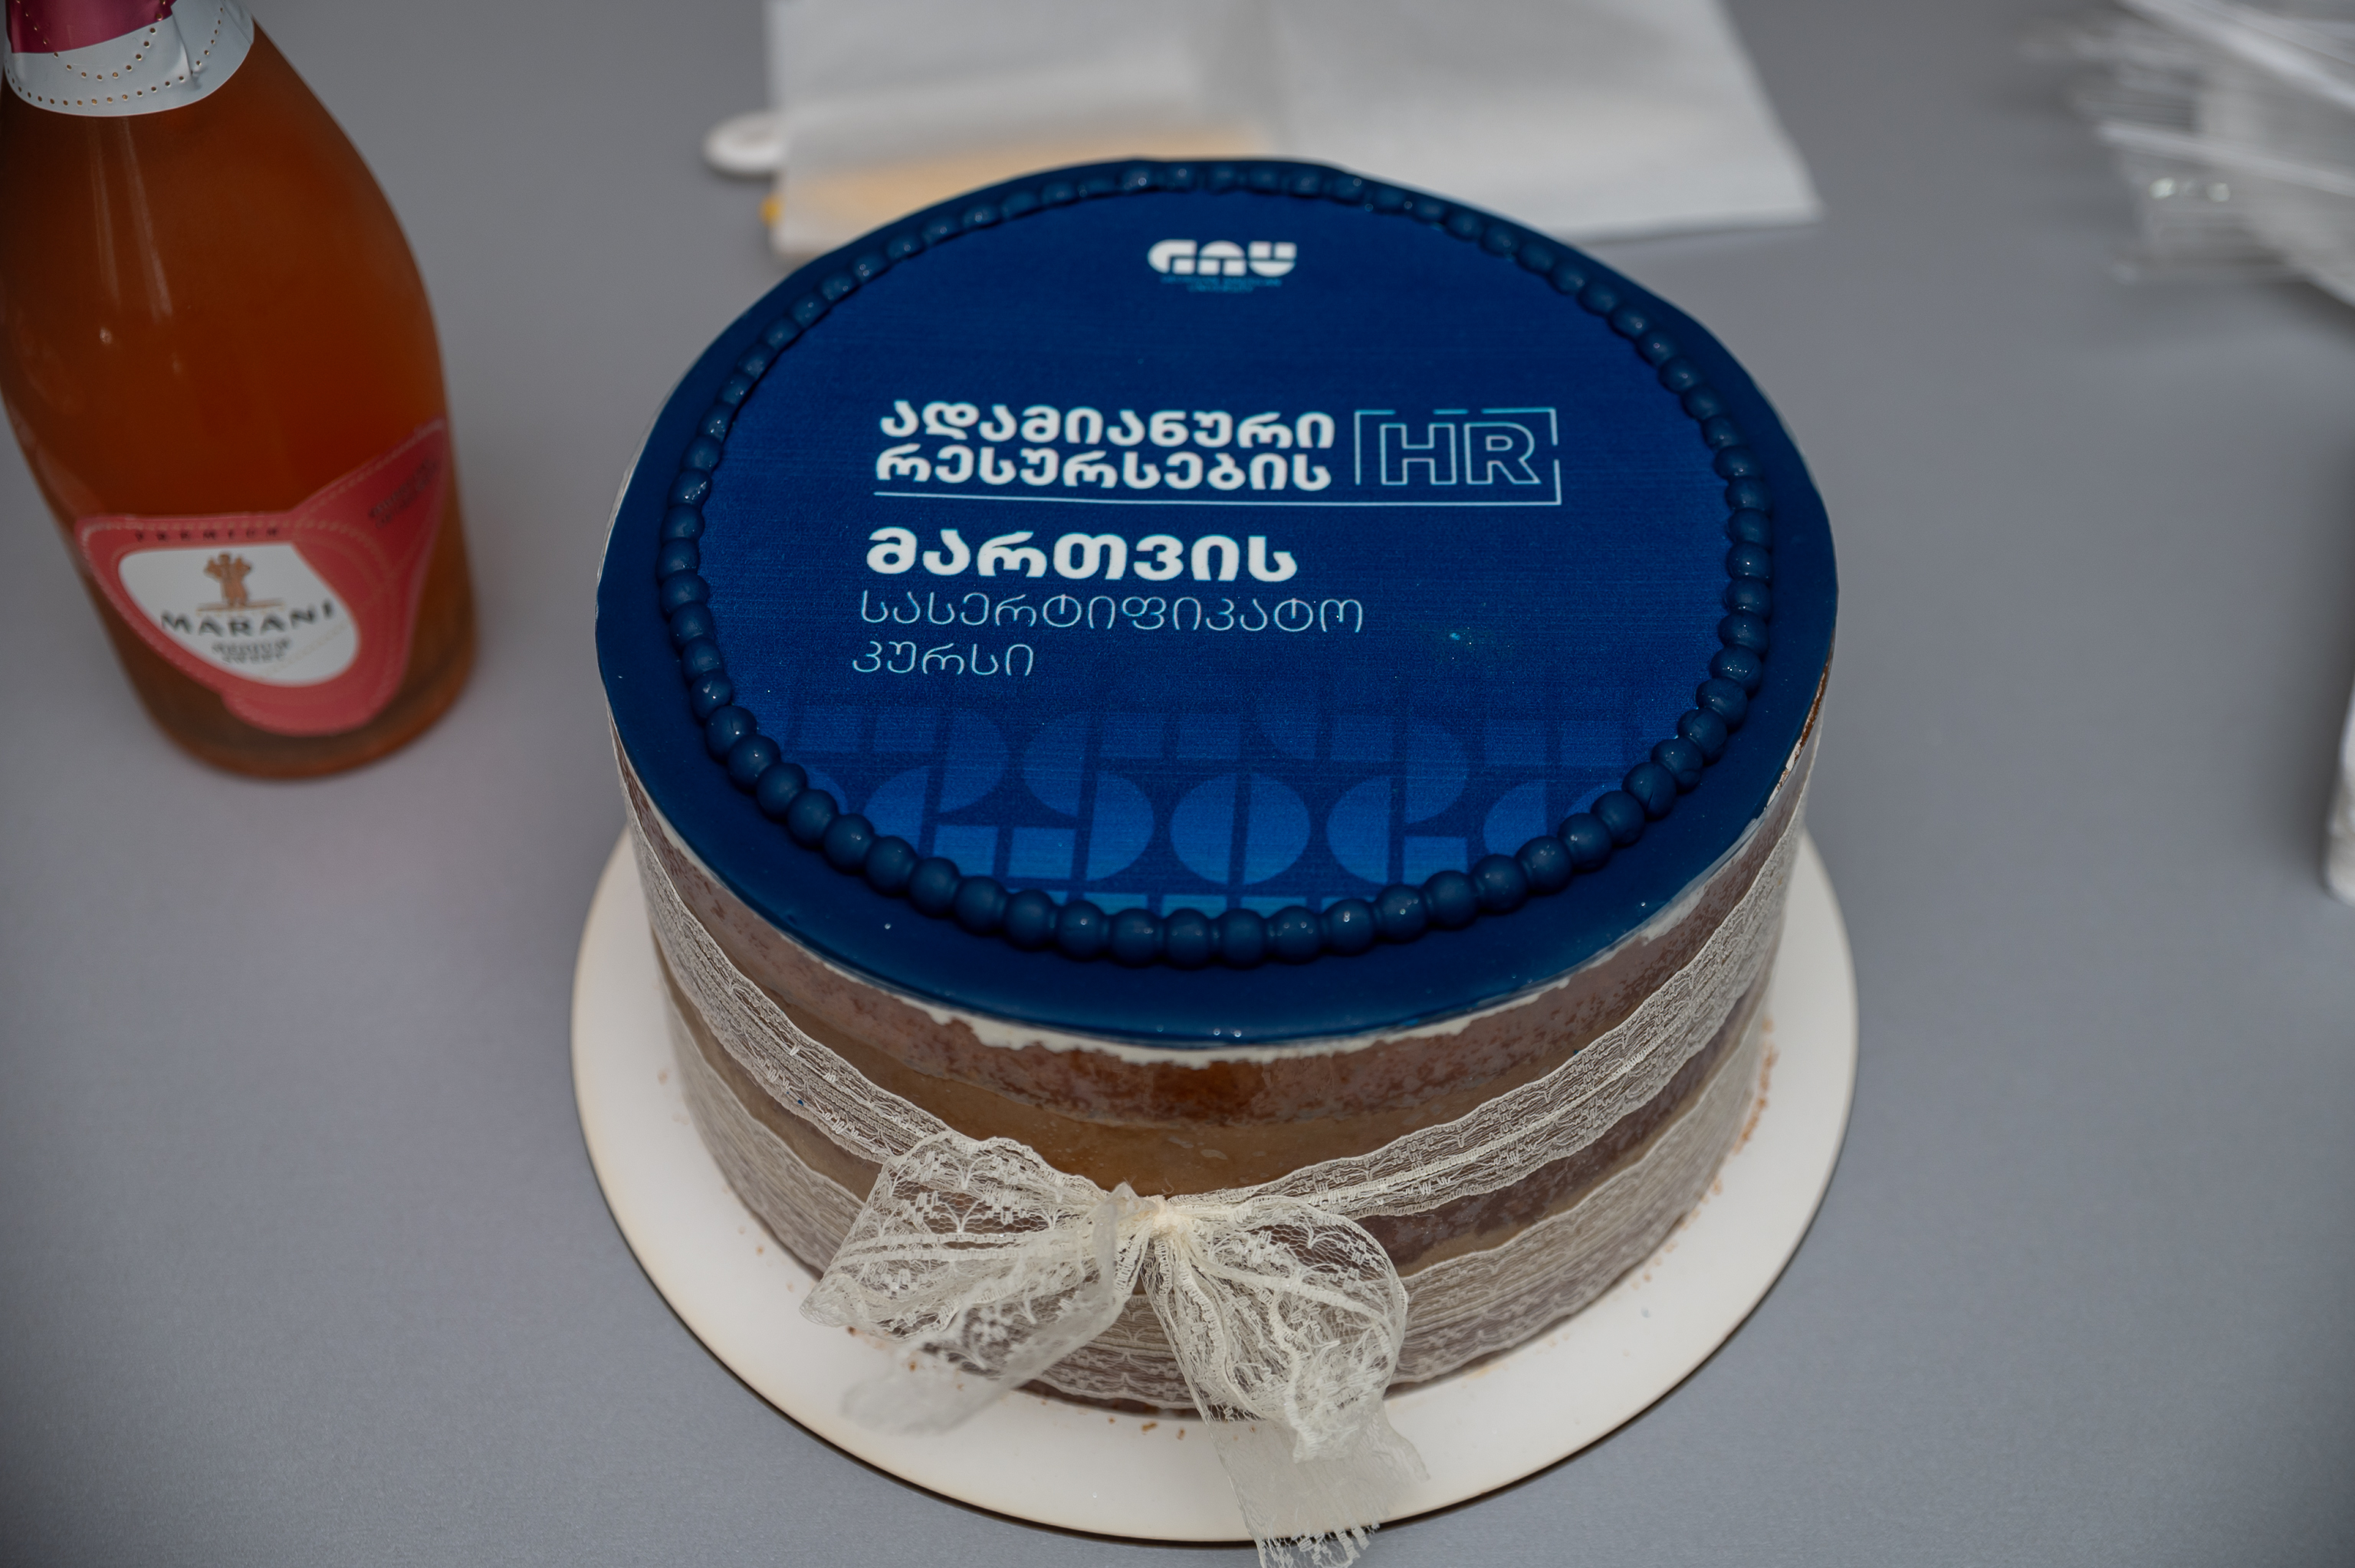 GAU
ადამიანური
რესურსების
HR
მართვის
სასერტიფიკატო
კურსი
MARANI